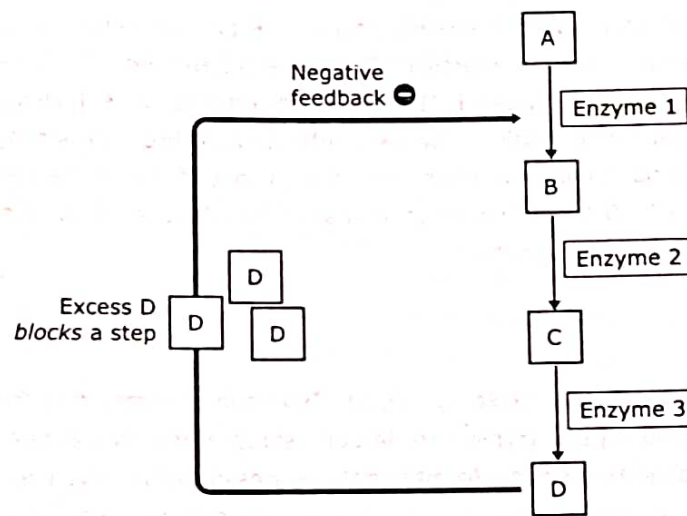 A
Negative
feedback
Enzyme 1
B
Enzyme 2
D
D
Excess D
blocks a step
D
C
Enzyme 3
D